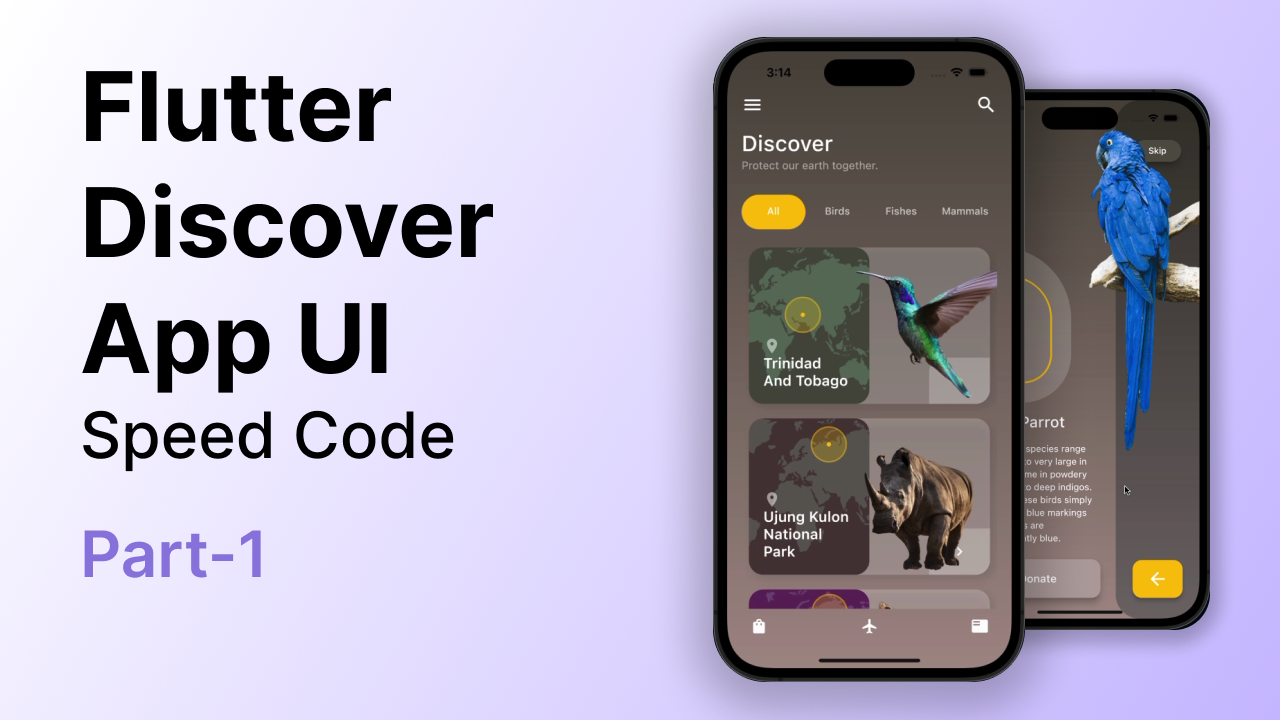 Flutter
Discover
App UI
Speed Code
Part-1
3:14
Discover
Protect our earth together.
All Birds Fishes Mammals
Trinidad
And Tobago
Ujung Kulon
National
Park
Skip
Parrot
species range
to very large in
me in powdery
o deep indigos.
ese birds simply
blue markings
s are
ntly blue.
Donate